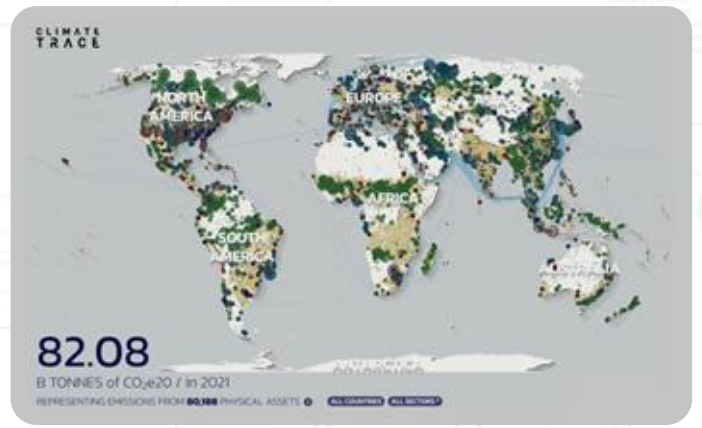 CLIMATE
TRACE
NORTH
AMERICA
EUROPE
AFRICA
SOUTH
AMERICA
AUSTRALIA
82.08
B TONNES of CO₂e20 / In 2021
REPRESENTING EMISSIONS FROM 80,188 PHYSICAL ASSETS
ALL COUNTRIES ALL SECTORS